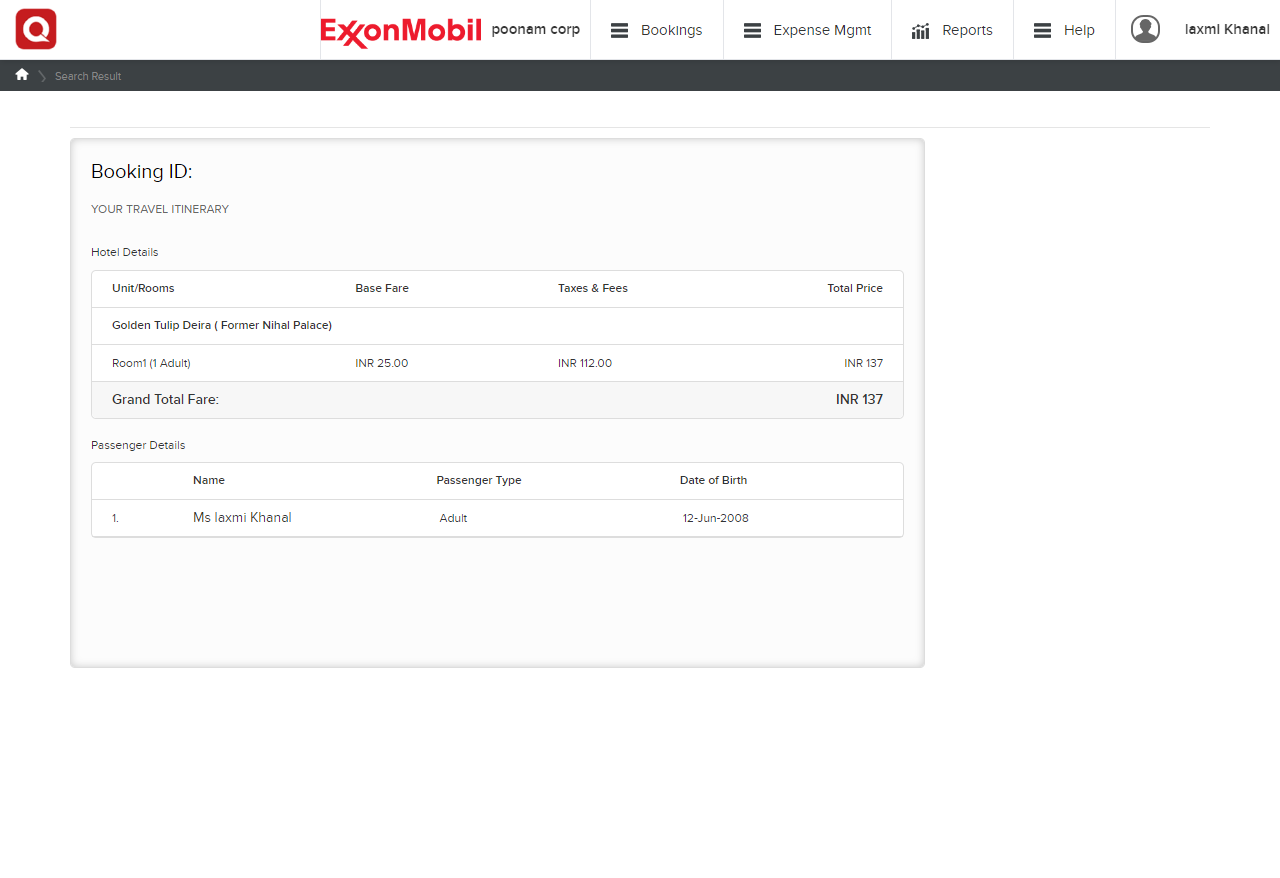 Q
ExxonMobil poonam corp Bookings Expense Mgmt Reports Help laxmI Khanal
Search Result
Booking ID:
YOUR TRAVEL ITINERARY
Hotel Details
Unit/Rooms Base Fare Taxes & Fees Total Price
Golden Tulip Deira ( Former Nihal Palace)
Room1 (1 Adult) INR 25.00 INR 112.00 INR 137
Grand Total Fare: INR 137
Passenger Details
Name Passenger Type Date of Birth
1. Ms laxmi Khanal Adult 12-Jun-2008